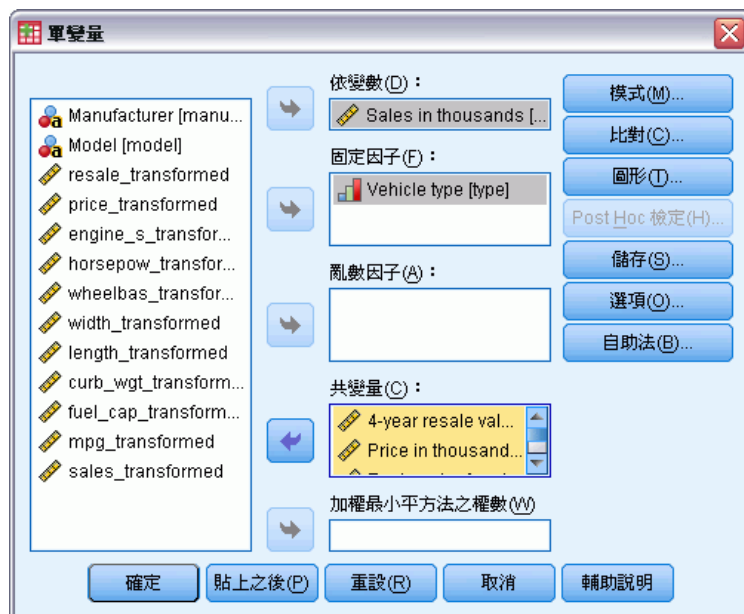 單變量
Manufacturer [manu...
Model [model]
resale_transformed
price_transformed
engine_s_transfor...
horsepow_transfor...
wheelbas_transfor...
width_transformed
length_transformed
curb_wgt_transform...
fuel_cap_transform...
mpg_transformed
sales_transformed
依變數(D)：
Sales in thousands [...
固定因子(F)：
Vehicle type [type]
亂數因子(A)：
共變量(C)：
4-year resale val...
Price in thousand...
加權最小平方法之權數(W)
模式(M)...
比對(C)...
圖形(T)...
Post Hoc 檢定(H)...
儲存(S)...
選項(O)...
自助法(B)...
確定
貼上之後(P)
重設(R)
取消
輔助說明